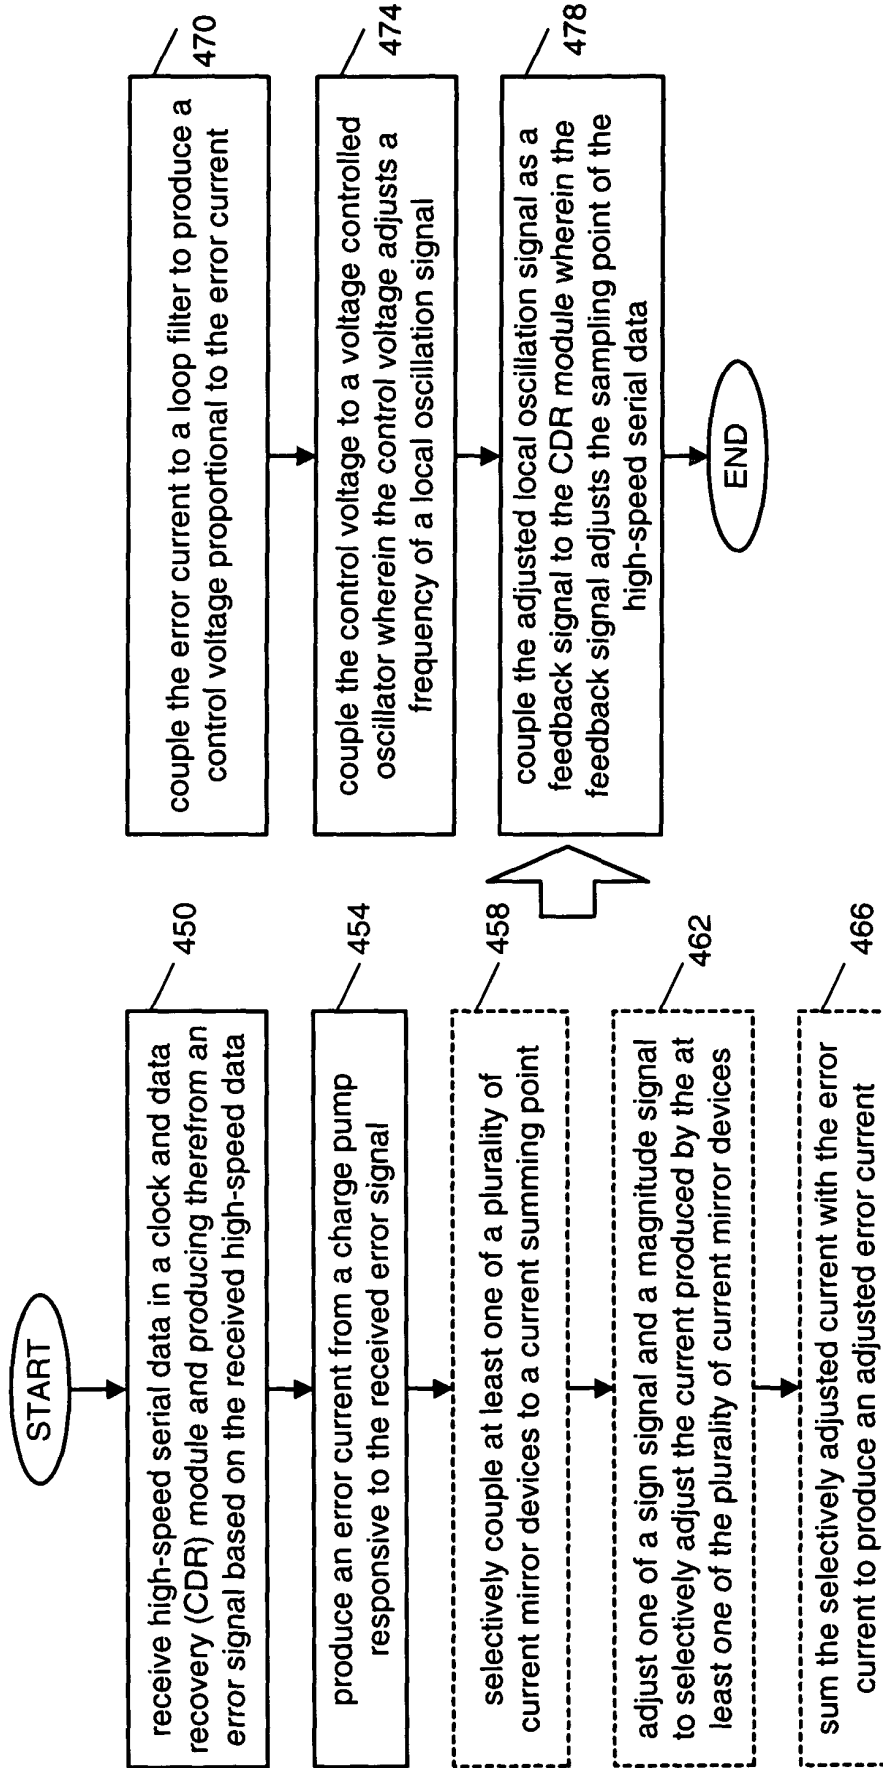 START
receive high-speed serial data in a clock and data
recovery (CDR) module and producing therefrom an
error signal based on the received high-speed data
450
produce an error current from a charge pump
responsive to the received error signal
454
selectively couple at least one of a plurality of
current mirror devices to a current summing point
458
adjust one of a sign signal and a magnitude signal
to selectively adjust the current produced by the at
least one of the plurality of current mirror devices
462
sum the selectively adjusted current with the error
current to produce an adjusted error current
466
couple the error current to a loop filter to produce a
control voltage proportional to the error current
470
couple the control voltage to a voltage controlled
oscillator wherein the control voltage adjusts a
frequency of a local oscillation signal
474
couple the adjusted local oscillation signal as a
feedback signal to the CDR module wherein the
feedback signal adjusts the sampling point of the
high-speed serial data
478
END